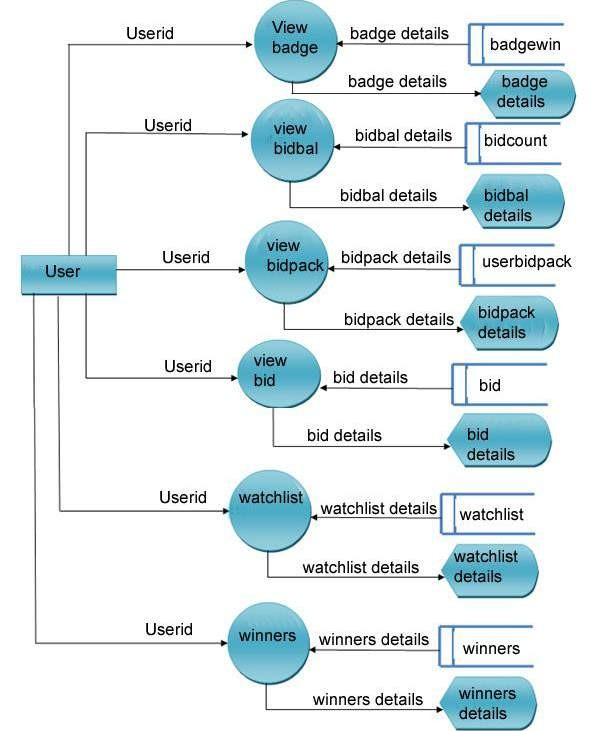 Userid
View
badge
badge details
badgewin
badge details
badge
details
Userid
view
bidbal
bidbal details
bidcount
bidbal details
bidbal
details
User
Userid
view
bidpack
bidpack details
userbidpack
bidpack details
bidpack
details
Userid
view
bid
bid details
bid
bid details
bid
details
Userid
watchlist
watchlist details
watchlist
watchlist details
watchlist
details
Userid
winners
winners details
winners
winners details
winners
details